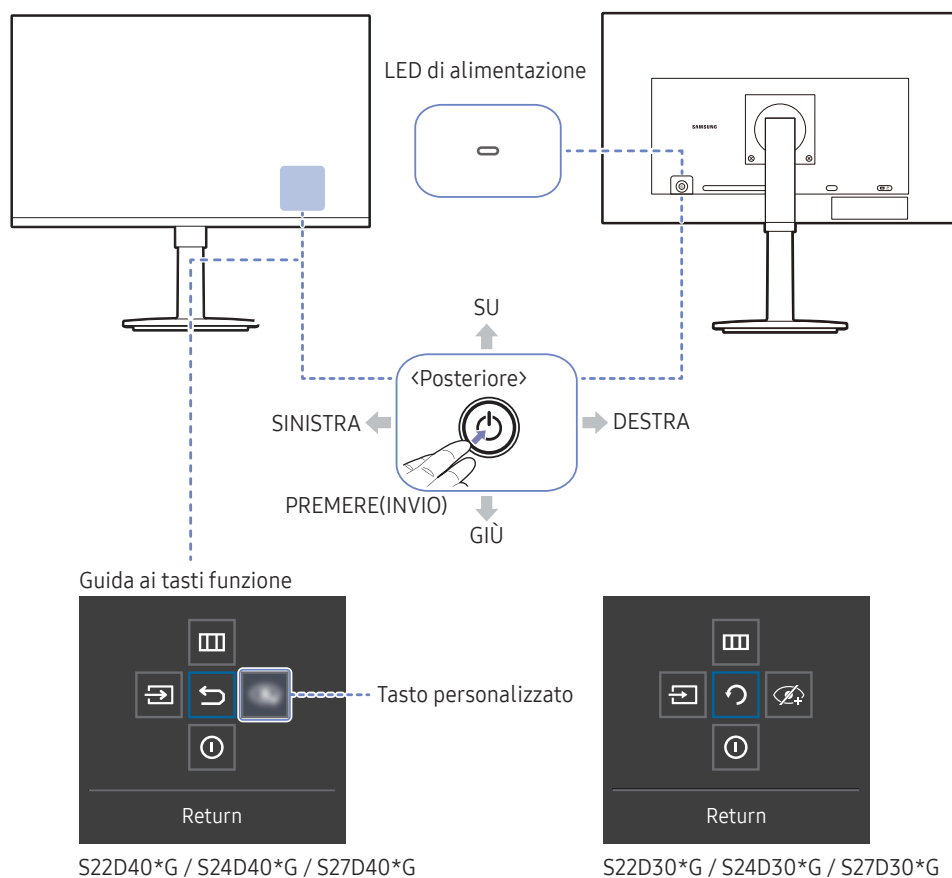 LED di alimentazione
SAMSUNG
SU
<Posteriore>
SINISTRA
DESTRA
PREMERE(INVIO)
GIÙ
Guida ai tasti funzione
Tasto personalizzato
Return
Return
S22D40*G / S24D40*G / S27D40*G
S22D30*G / S24D30*G / S27D30*G